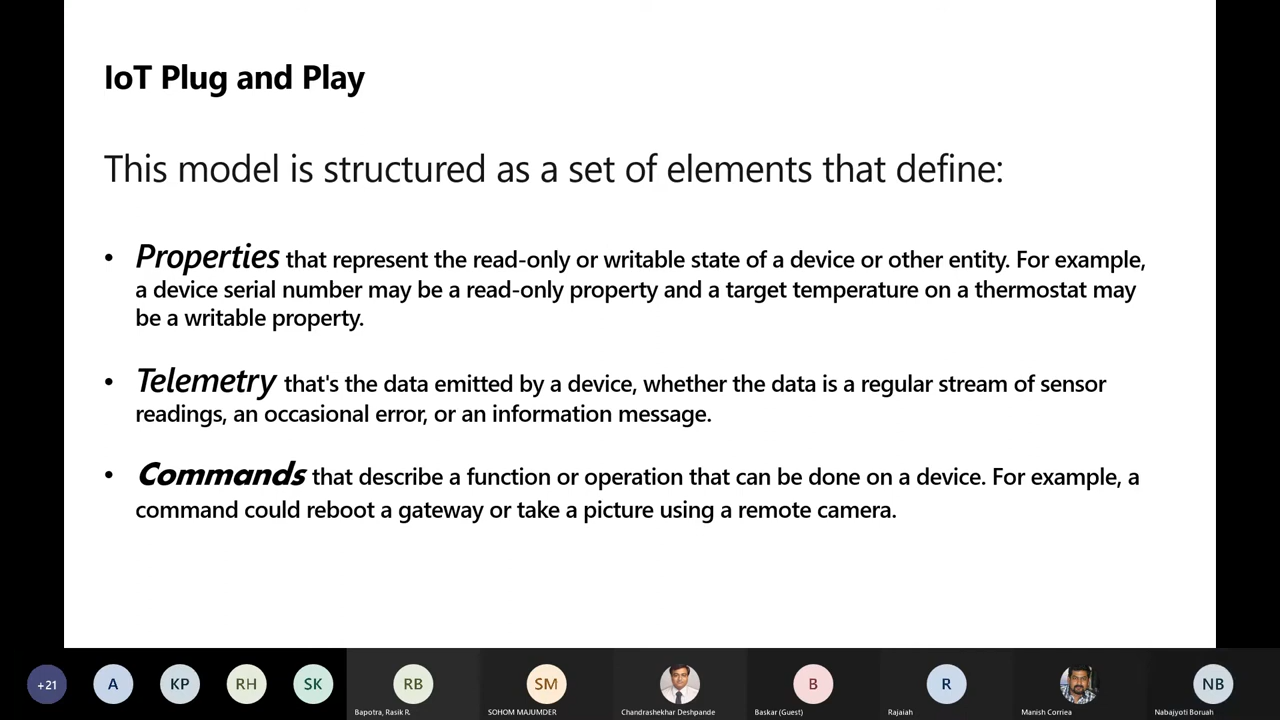 IoT Plug and Play
This model is structured as a set of elements that define:
• Properties that represent the read-only or writable state of a device or other entity. For example,
a device serial number may be a read-only property and a target temperature on a thermostat may
be a writable property.
• Telemetry that's the data emitted by a device, whether the data is a regular stream of sensor
readings, an occasional error, or an information message.
• Commands that describe a function or operation that can be done on a device. For example, a
command could reboot a gateway or take a picture using a remote camera.
+21
A
KP
RH
SK
RB
SM
B
R
NB
Bapotra, Rasik R.
SOHOM MAJUMDER
Chandrashekhar Deshpande
Baskar (Guest)
Rajaiah
Manish Corriea
Nabajyoti Boruah